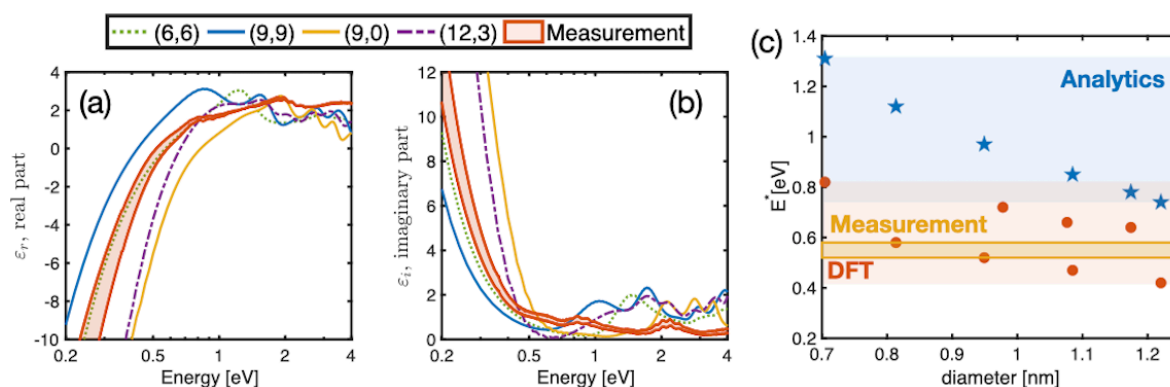 (6,6) (9,9) (9,0) (12,3) Measurement
(a)
4
2
0
-2
-4
-6
-8
-10
εr, real part
0.2 0.5 1 2 4
Energy [eV]
(b)
12
10
8
6
4
2
0
εi, imaginary part
0.2 0.5 1 2 4
Energy [eV]
(c)
1.4
1.2
1
0.8
0.6
0.4
0.2
E* [eV]
Analytics
Measurement
DFT
0.7 0.8 0.9 1 1.1 1.2
diameter [nm]